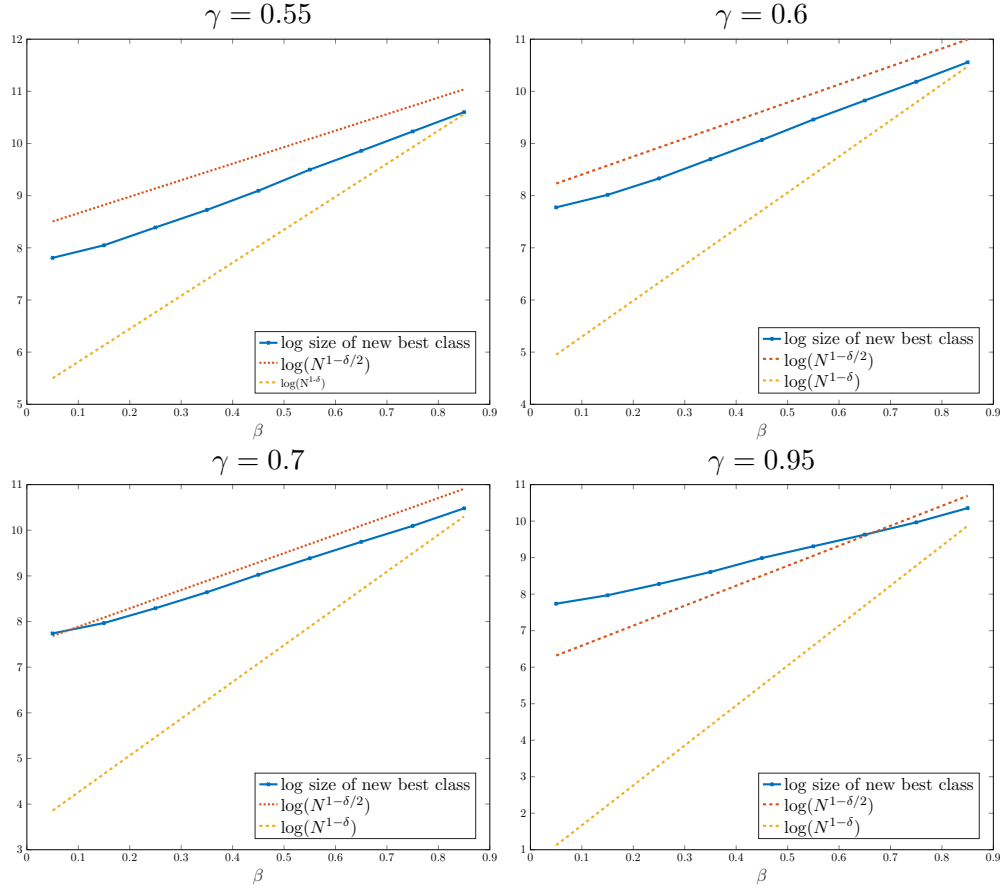 γ = 0.55
12
11
10
9
8
7
6
5
0 0.1 0.2 0.3 0.4 0.5 0.6 0.7 0.8 0.9
β
log size of new best class
log(N^{1−δ/2})
log(N^{1-δ})
γ = 0.6
11
10
9
8
7
6
5
4
0 0.1 0.2 0.3 0.4 0.5 0.6 0.7 0.8 0.9
β
log size of new best class
log(N^{1−δ/2})
log(N^{1−δ})
γ = 0.7
11
10
9
8
7
6
5
4
3
0 0.1 0.2 0.3 0.4 0.5 0.6 0.7 0.8 0.9
β
log size of new best class
log(N^{1−δ/2})
log(N^{1−δ})
γ = 0.95
11
10
9
8
7
6
5
4
3
2
1
0 0.1 0.2 0.3 0.4 0.5 0.6 0.7 0.8 0.9
β
log size of new best class
log(N^{1−δ/2})
log(N^{1−δ})